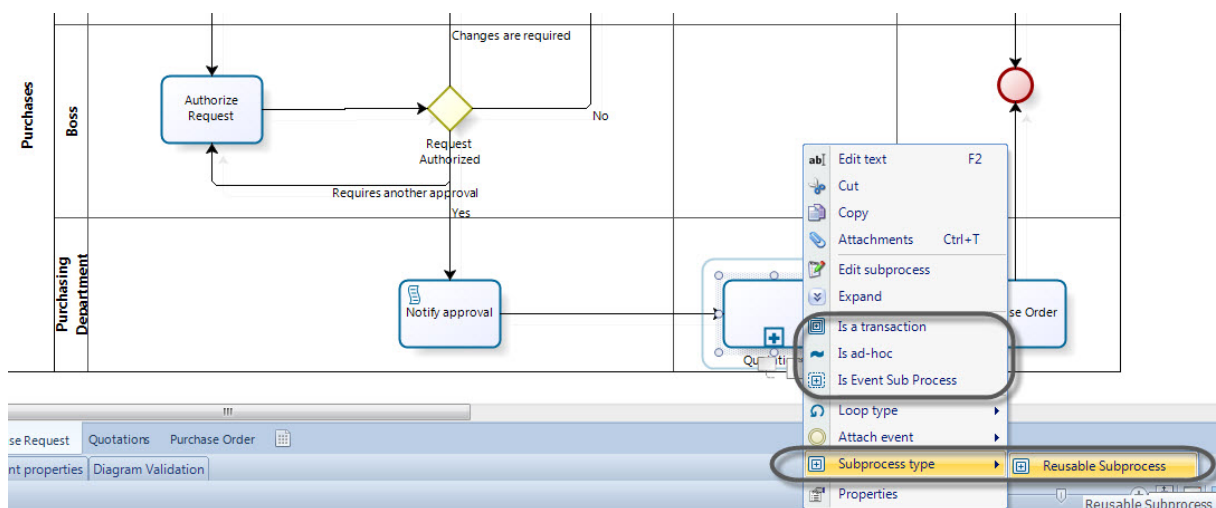 Changes are required
Purchases
Boss
Authorize
Request
No
Request
Authorized
Requires another approval
Yes
Purchasing
Department
Notify approval
se Order
Edit text F2
Cut
Copy
Attachments Ctrl+T
Edit subprocess
Expand
Is a transaction
Is ad-hoc
Is Event Sub Process
Loop type
Attach event
Subprocess type
Reusable Subprocess
Properties
Reusable Subprocess
se Request Quotations Purchase Order
nt properties Diagram Validation